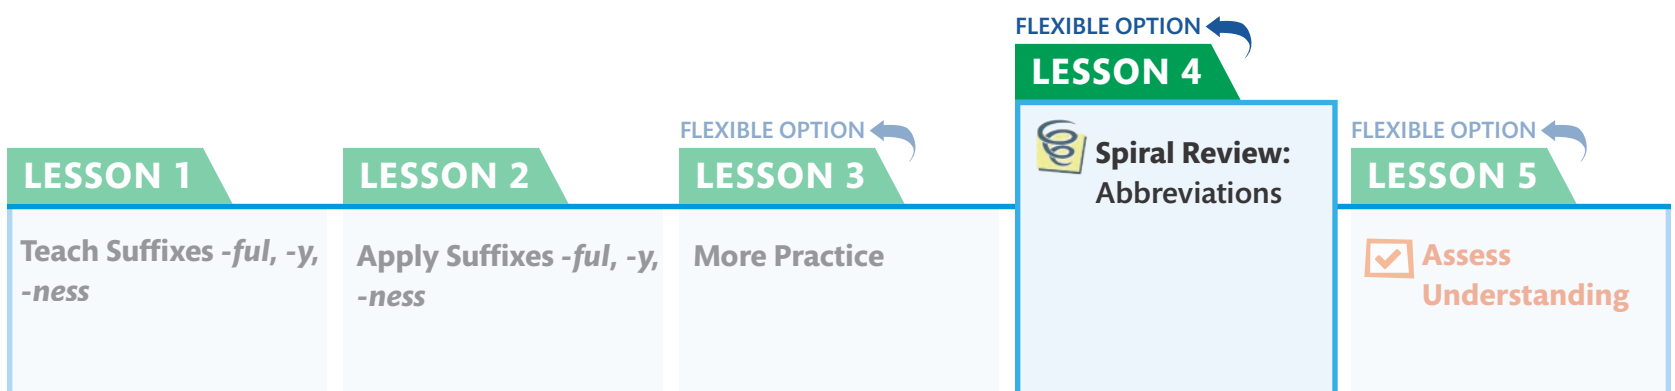 LESSON 1
Teach Suffixes -ful, -y,
-ness
LESSON 2
Apply Suffixes -ful, -y,
-ness
FLEXIBLE OPTION
LESSON 3
More Practice
FLEXIBLE OPTION
LESSON 4
Spiral Review:
Abbreviations
FLEXIBLE OPTION
LESSON 5
Assess
Understanding